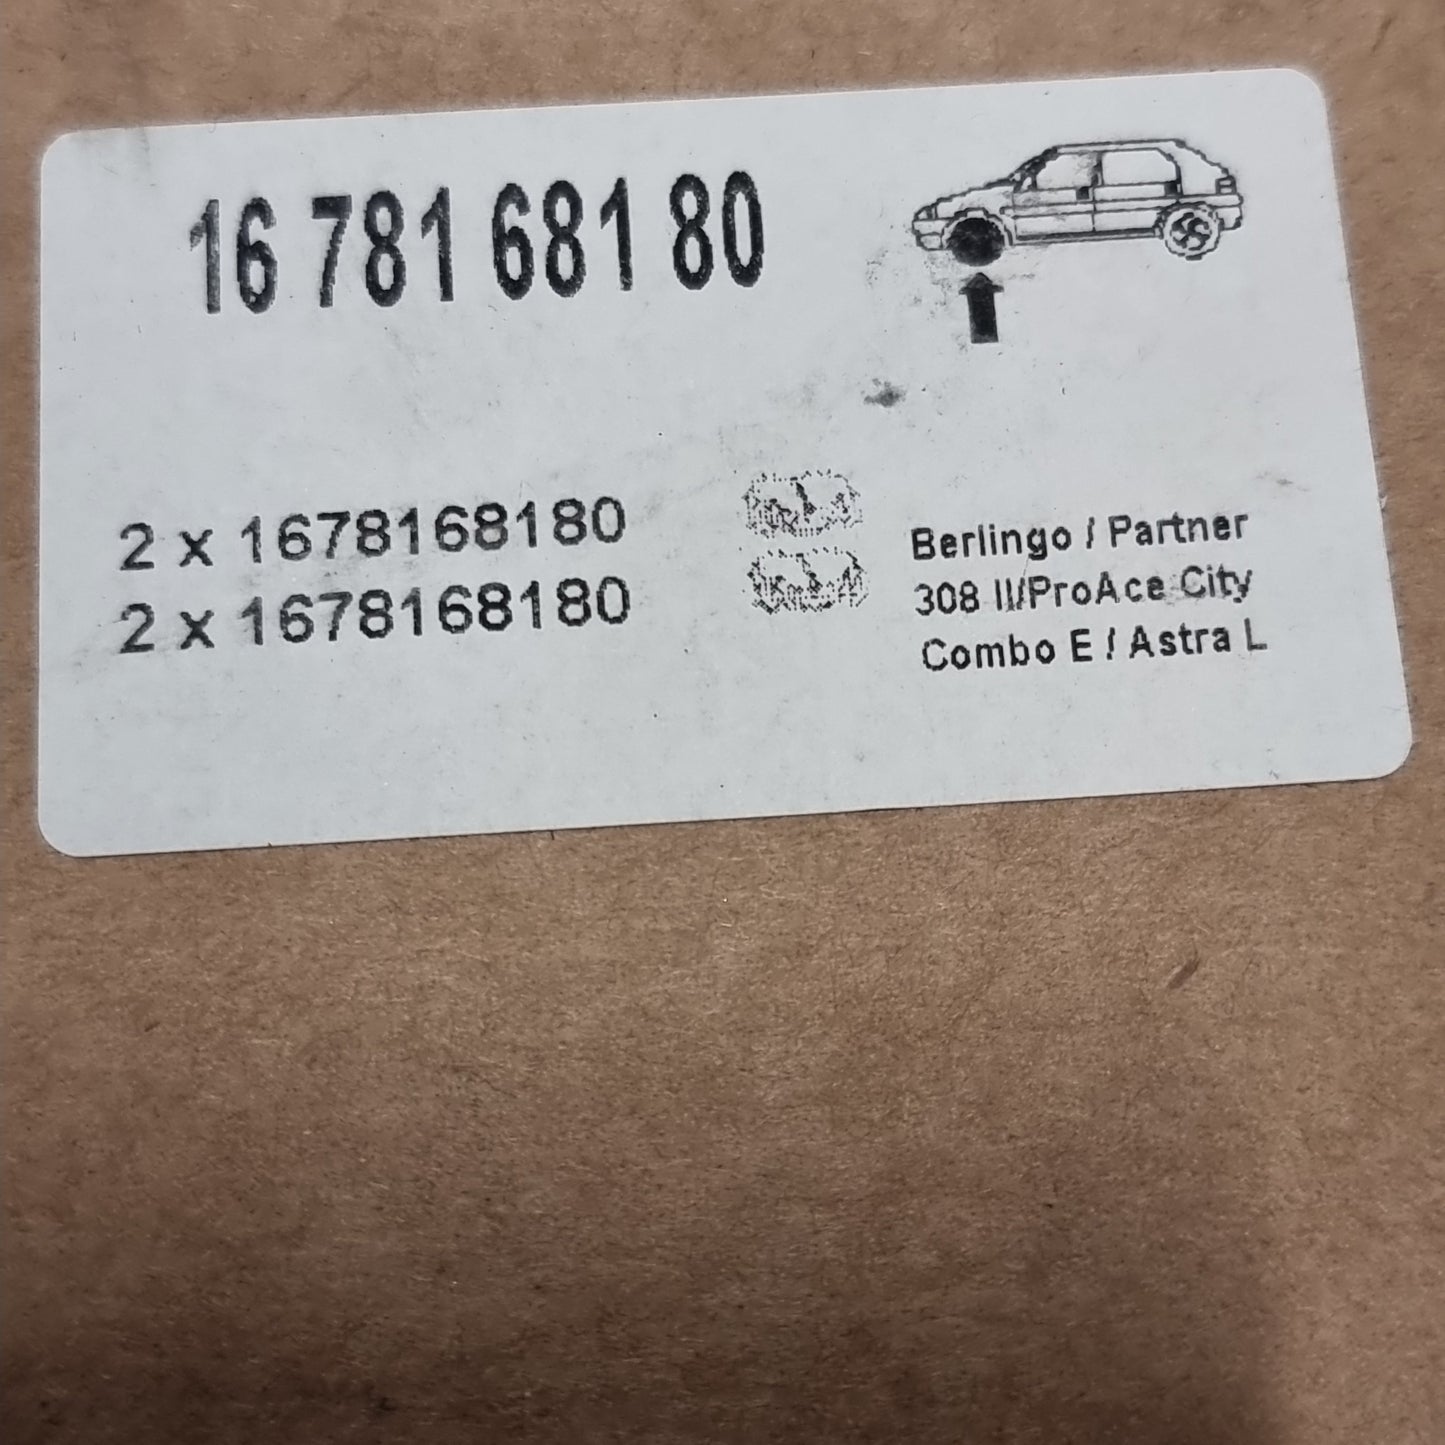 16 781 681 80
2 x 1678168180
2 x 1678168180
Berlingo / Partner
308 II/ProAce City
Combo E / Astra L